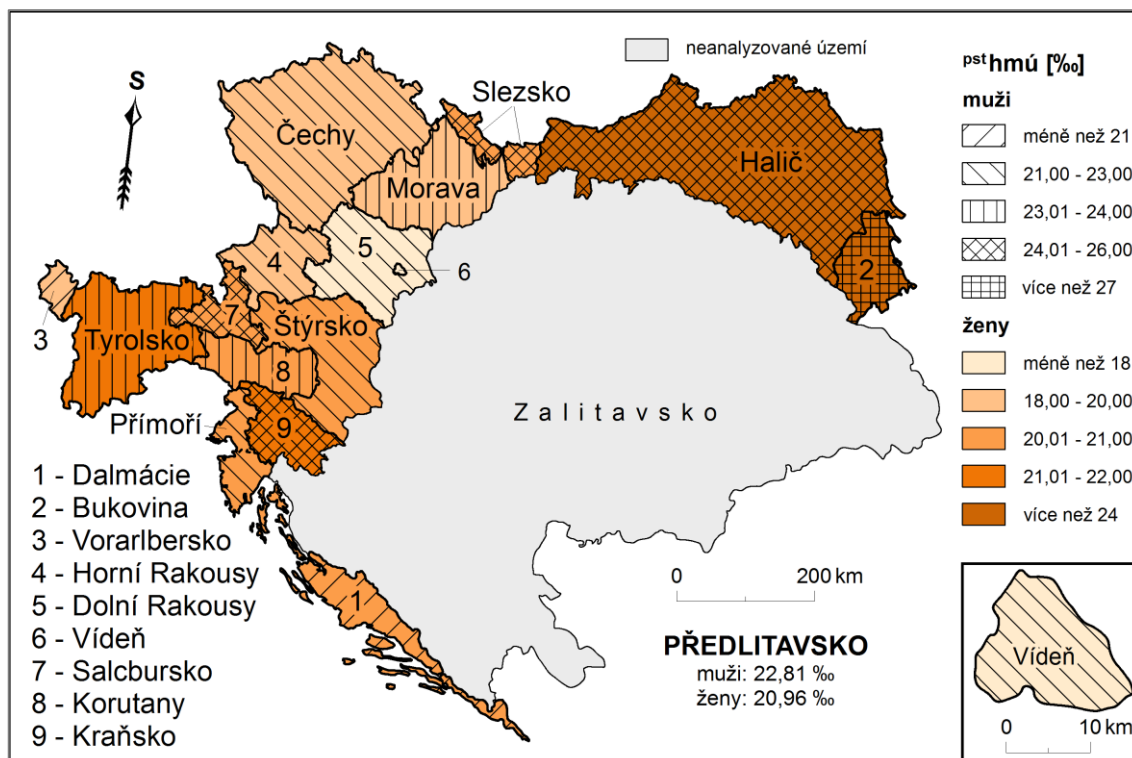 neanalyzované území
S
Čechy
Slezsko
Morava
Halič
5
4
6
2
3
Tyrolsko
7
Štýrsko
8
Přímoří
9
Zalitavsko
1
1 - Dalmácie
2 - Bukovina
3 - Vorarlbersko
4 - Horní Rakousy
5 - Dolní Rakousy
6 - Vídeň
7 - Salcbursko
8 - Korutany
9 - Kraňsko
0 200 km
PŘEDLITAVSKO
muži: 22,81 ‰
ženy: 20,96 ‰
pst hmú [‰]
muži
méně než 21
21,00 - 23,00
23,01 - 24,00
24,01 - 26,00
více než 27
ženy
méně než 18
18,00 - 20,00
20,01 - 21,00
21,01 - 22,00
více než 24
Vídeň
0 10 km